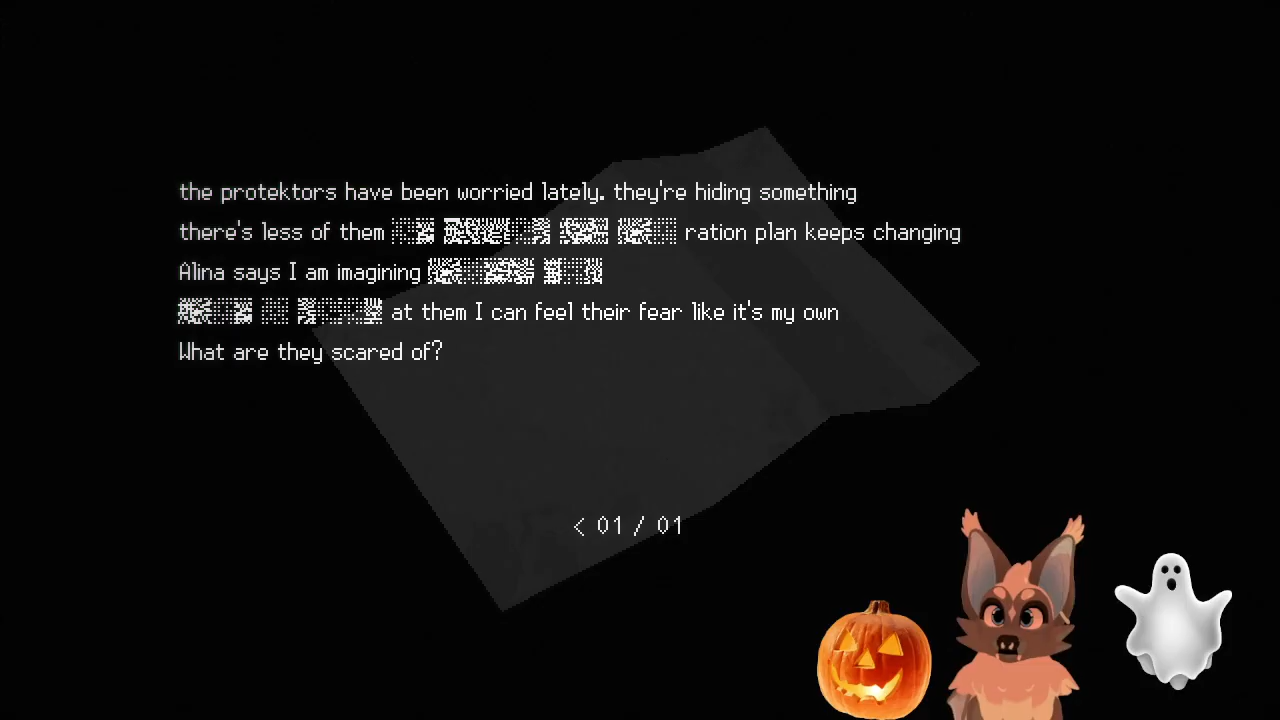 the protektors have been worried lately. they're hiding something
there's less of them ration plan keeps changing
Alina says I am imagining
at them I can feel their fear like it's my own
What are they scared of?
< 01 / 01